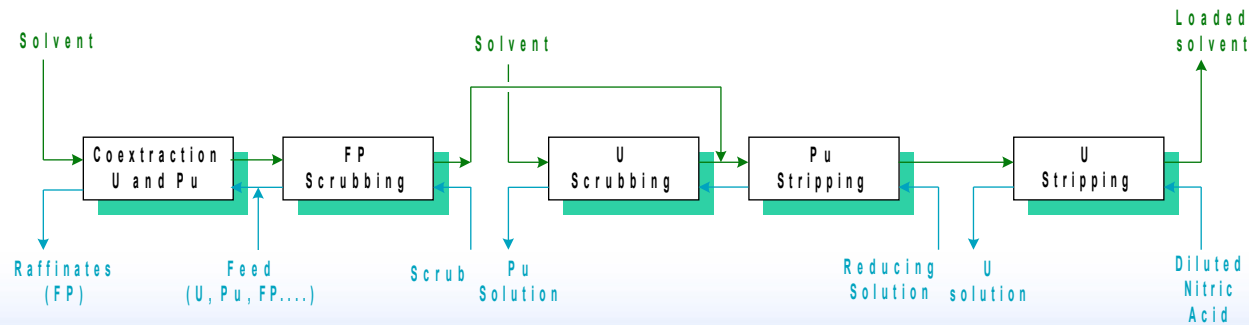 Solvent
Solvent
Loaded
solvent
Coextraction
U and Pu
FP
Scrubbing
U
Scrubbing
Pu
Stripping
U
Stripping
Raffinates
(FP)
Feed
(U, Pu, FP....)
Scrub
Pu
Solution
Reducing
Solution
U
solution
Diluted
Nitric
Acid